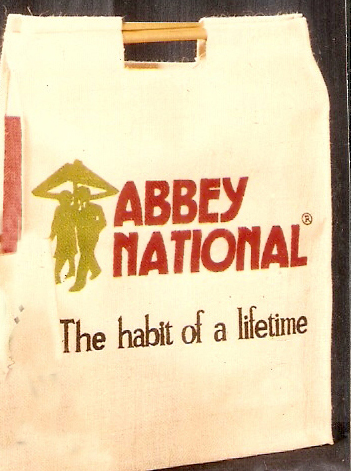 ABBEY
NATIONAL®
The habit of a lifetime